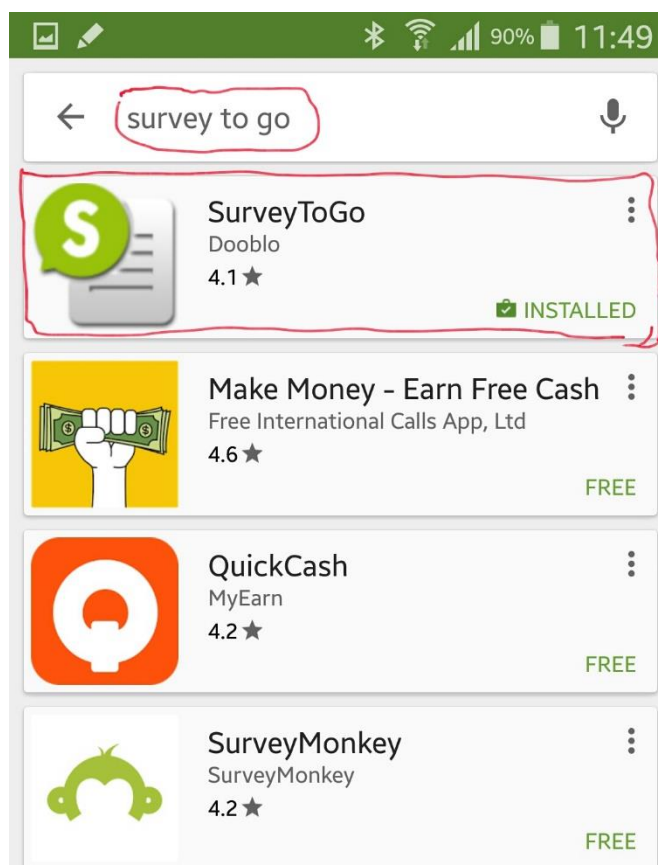 90% 11:49
survey to go
S
SurveyToGo
Dooblo
4.1★
INSTALLED
Make Money - Earn Free Cash
Free International Calls App, Ltd
4.6★
FREE
QuickCash
MyEarn
4.2★
FREE
SurveyMonkey
SurveyMonkey
4.2★
FREE